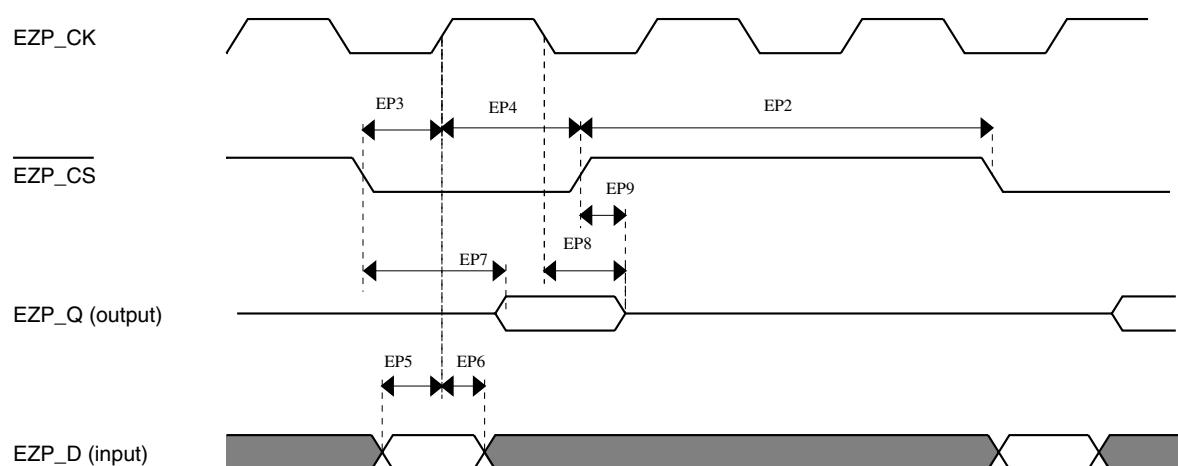 EZP_CK
EP3
EP4
EP2
EZP_CS
EP9
EP8
EP7
EZP_Q (output)
EP5
EP6
EZP_D (input)